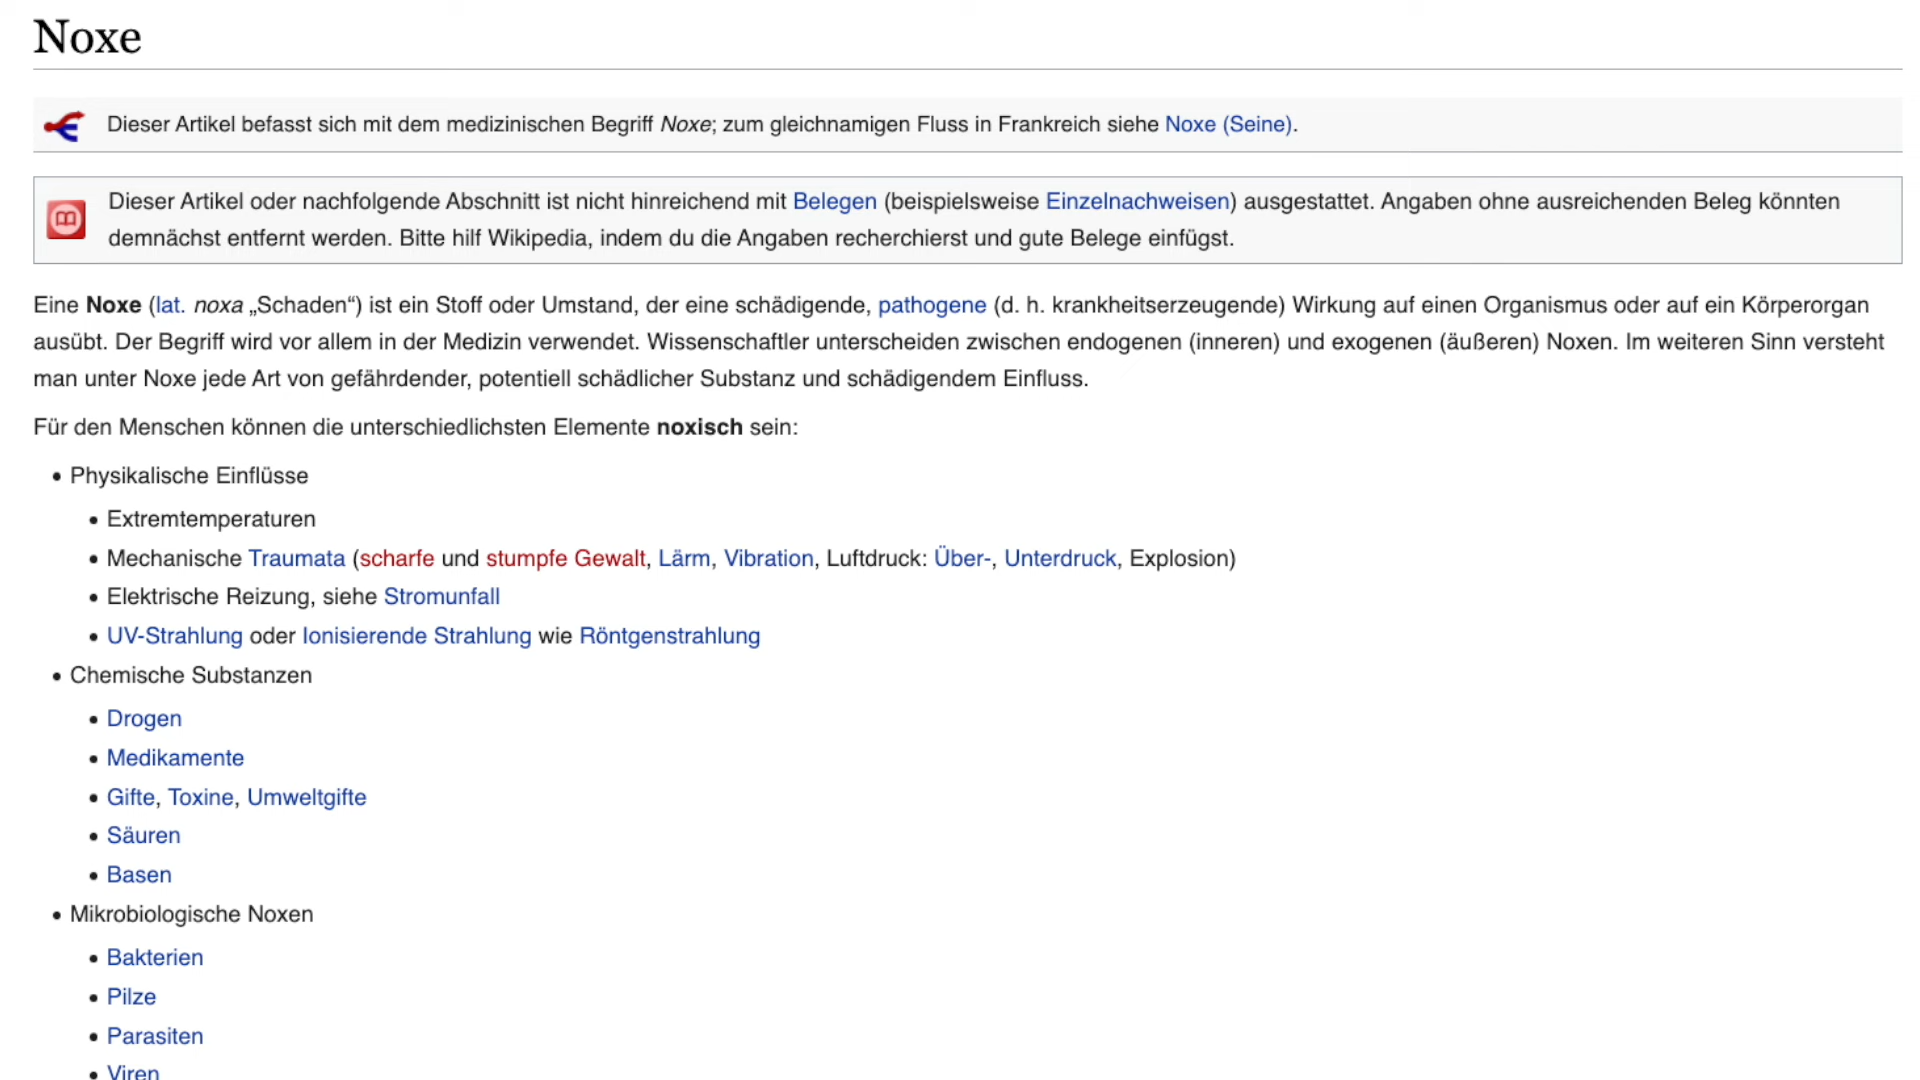 Noxe
Dieser Artikel befasst sich mit dem medizinischen Begriff Noxe; zum gleichnamigen Fluss in Frankreich siehe Noxe (Seine).
Dieser Artikel oder nachfolgende Abschnitt ist nicht hinreichend mit Belegen (beispielsweise Einzelnachweisen) ausgestattet. Angaben ohne ausreichenden Beleg könnten
demnächst entfernt werden. Bitte hilf Wikipedia, indem du die Angaben recherchierst und gute Belege einfügst.
Eine Noxe (lat. noxa „Schaden“) ist ein Stoff oder Umstand, der eine schädigende, pathogene (d. h. krankheitserzeugende) Wirkung auf einen Organismus oder auf ein Körperorgan
ausübt. Der Begriff wird vor allem in der Medizin verwendet. Wissenschaftler unterscheiden zwischen endogenen (inneren) und exogenen (äußeren) Noxen. Im weiteren Sinn versteht
man unter Noxe jede Art von gefährdender, potentiell schädlicher Substanz und schädigendem Einfluss.
Für den Menschen können die unterschiedlichsten Elemente noxisch sein:
• Physikalische Einflüsse
• Extremtemperaturen
• Mechanische Traumata (scharfe und stumpfe Gewalt, Lärm, Vibration, Luftdruck: Über-, Unterdruck, Explosion)
• Elektrische Reizung, siehe Stromunfall
• UV-Strahlung oder Ionisierende Strahlung wie Röntgenstrahlung
• Chemische Substanzen
• Drogen
• Medikamente
• Gifte, Toxine, Umweltgifte
• Säuren
• Basen
• Mikrobiologische Noxen
• Bakterien
• Pilze
• Parasiten
• Viren